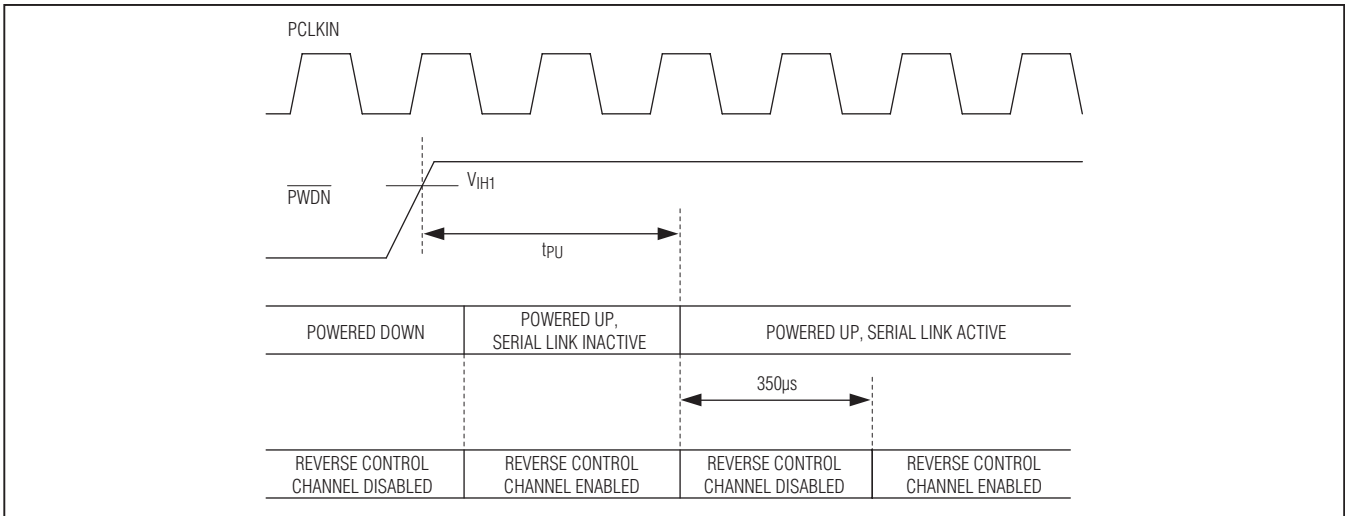 PCLKIN
PWDN
VIH1
tPU
POWERED DOWN
POWERED UP,
SERIAL LINK INACTIVE
POWERED UP, SERIAL LINK ACTIVE
350µs
REVERSE CONTROL
CHANNEL DISABLED
REVERSE CONTROL
CHANNEL ENABLED
REVERSE CONTROL
CHANNEL DISABLED
REVERSE CONTROL
CHANNEL ENABLED